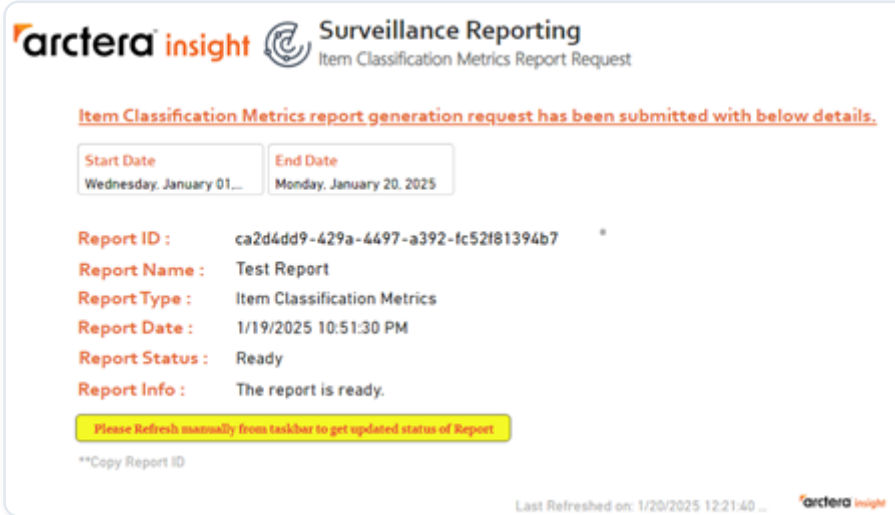 arctera insight Surveillance Reporting
Item Classification Metrics Report Request
Item Classification Metrics report generation request has been submitted with below details.
Start Date End Date
Wednesday, January 01,... Monday, January 20, 2025
Report ID : ca2d4dd9-429a-4497-a392-fc52f81394b7
Report Name : Test Report
Report Type : Item Classification Metrics
Report Date : 1/19/2025 10:51:30 PM
Report Status : Ready
Report Info : The report is ready.
Please Refresh manually from taskbar to get updated status of Report
**Copy Report ID
Last Refreshed on: 1/20/2025 12:21:40 ... arctera insight